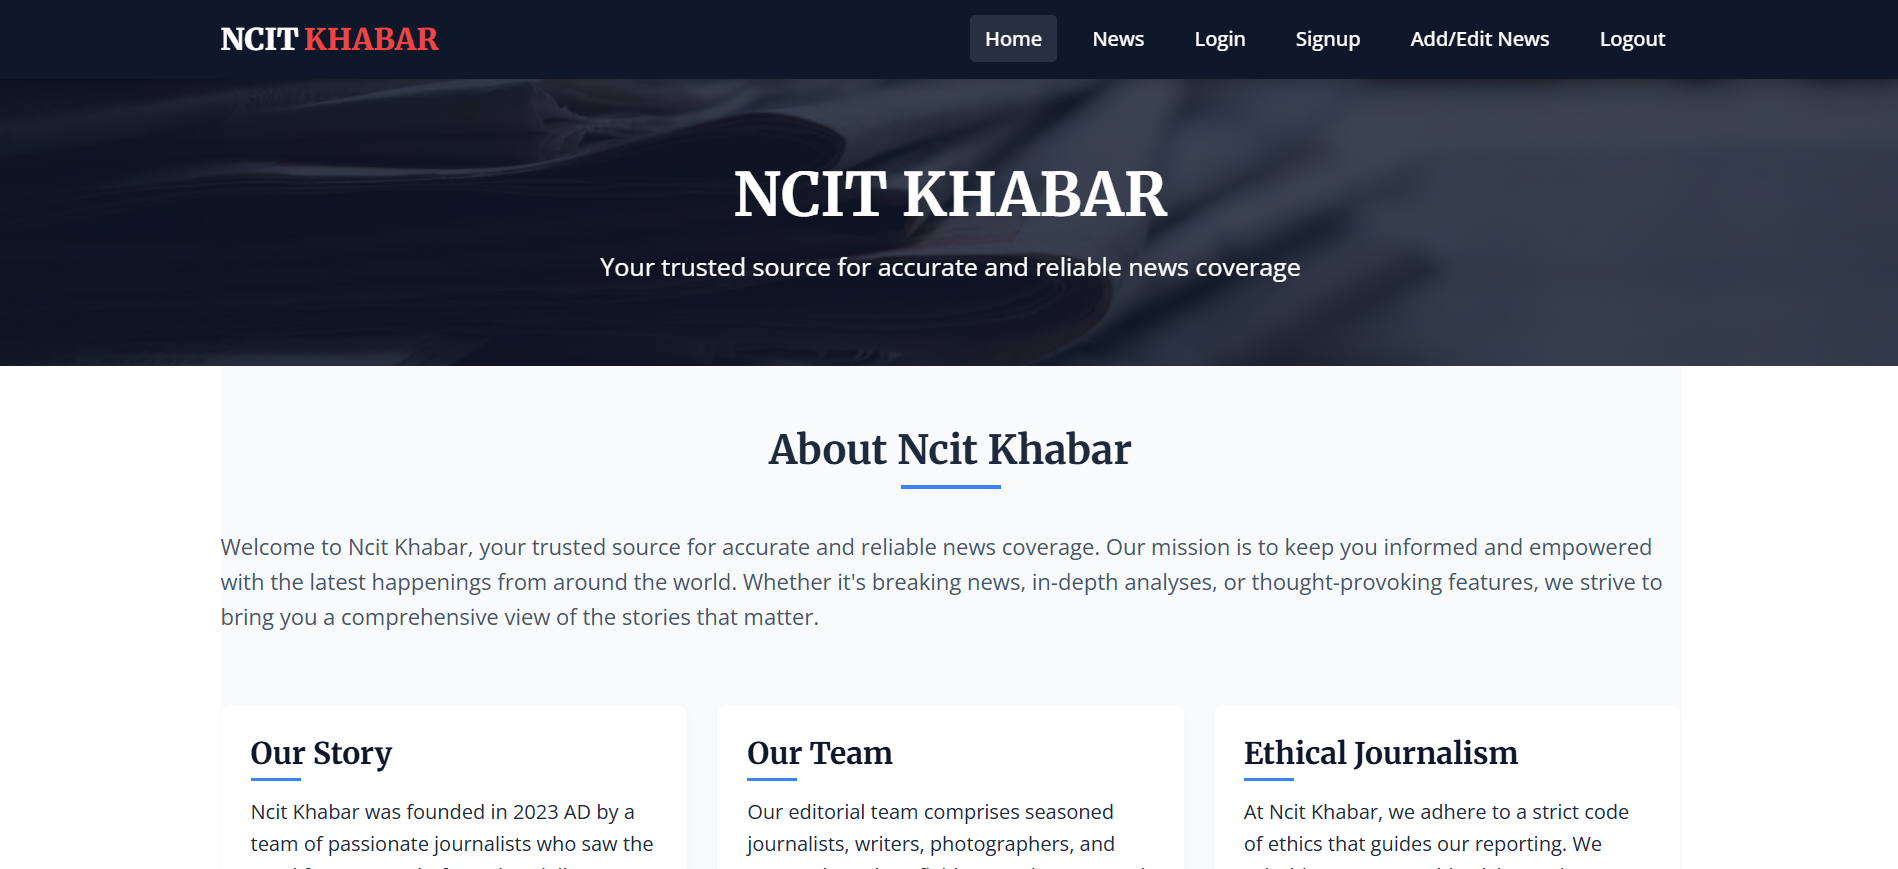 NCIT KHABAR
Home News Login Signup Add/Edit News Logout
NCIT KHABAR
Your trusted source for accurate and reliable news coverage
About Ncit Khabar
Welcome to Ncit Khabar, your trusted source for accurate and reliable news coverage. Our mission is to keep you informed and empowered
with the latest happenings from around the world. Whether it's breaking news, in-depth analyses, or thought-provoking features, we strive to
bring you a comprehensive view of the stories that matter.
Our Story
Ncit Khabar was founded in 2023 AD by a
team of passionate journalists who saw the
Our Team
Our editorial team comprises seasoned
journalists, writers, photographers, and
Ethical Journalism
At Ncit Khabar, we adhere to a strict code
of ethics that guides our reporting. We